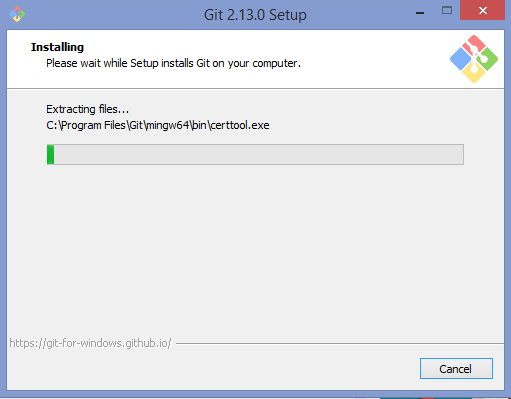 Git 2.13.0 Setup
Installing
Please wait while Setup installs Git on your computer.
Extracting files...
C:\Program Files\Git\mingw64\bin\certtool.exe
https://git-for-windows.github.io/
Cancel